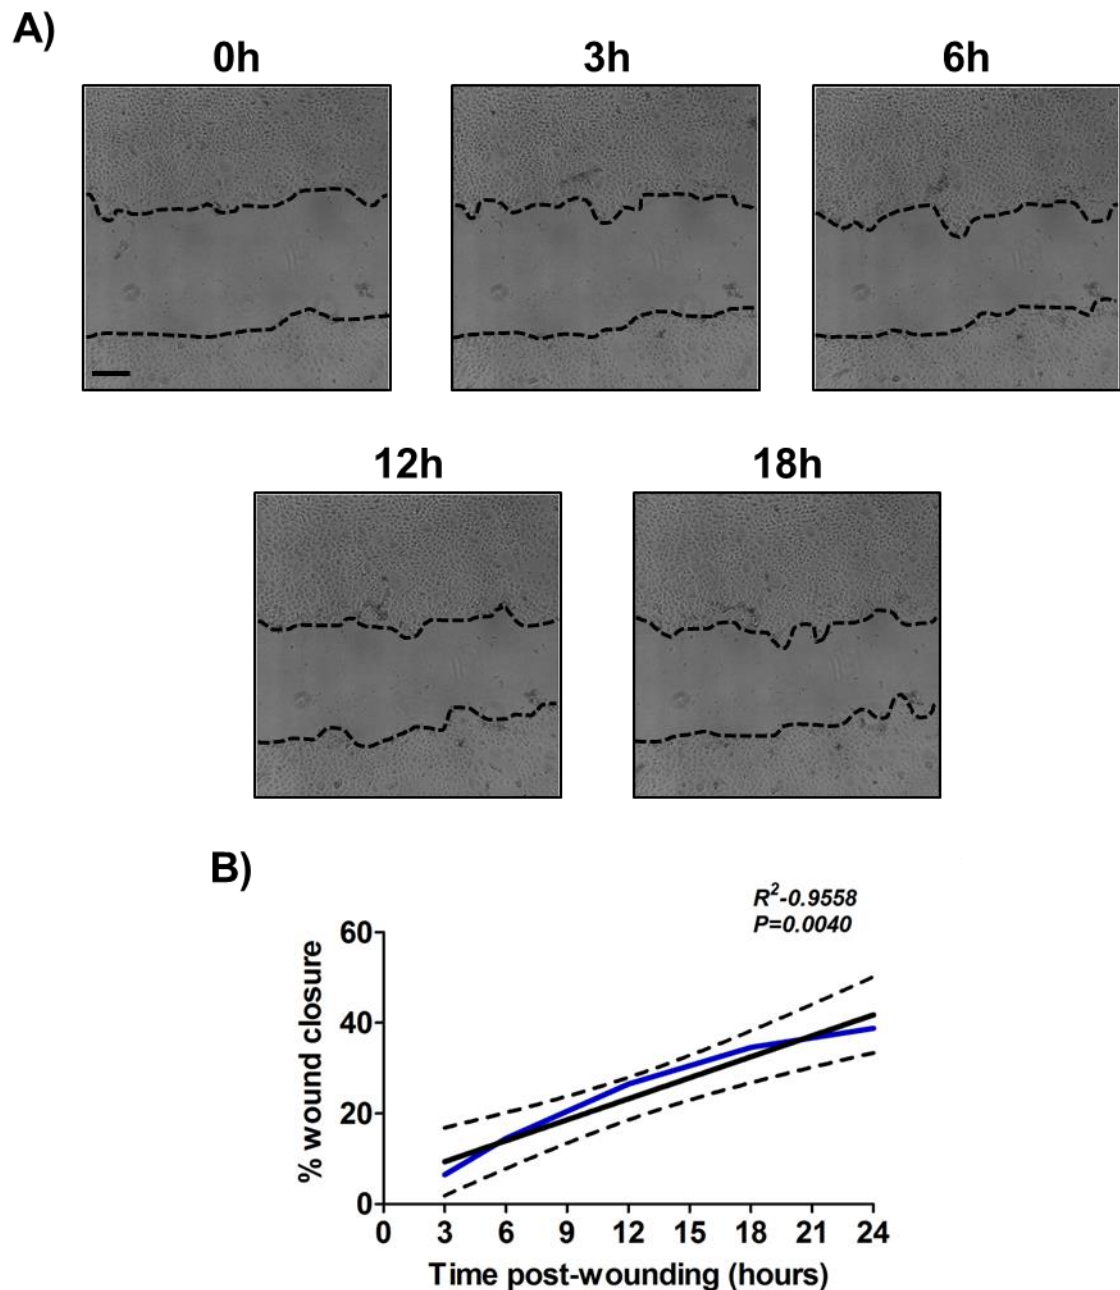 A)
0h
3h
6h
12h
18h
B)
R²-0.9558
P=0.0040
% wound closure
60
40
20
0
0 3 6 9 12 15 18 21 24
Time post-wounding (hours)